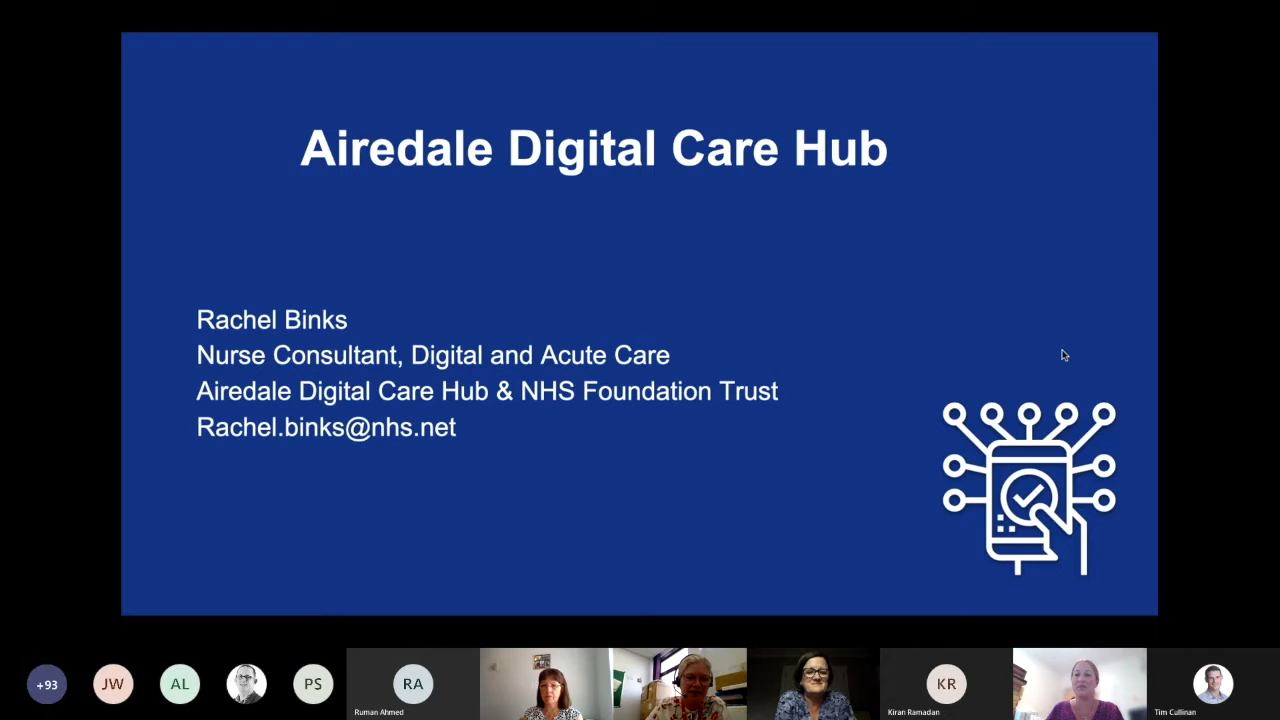 Airedale Digital Care Hub
Rachel Binks
Nurse Consultant, Digital and Acute Care
Airedale Digital Care Hub & NHS Foundation Trust
Rachel.binks@nhs.net
+93
JW
AL
PS
RA
Ruman Ahmed
KR
Kiran Ramadan
Tim Cullinan